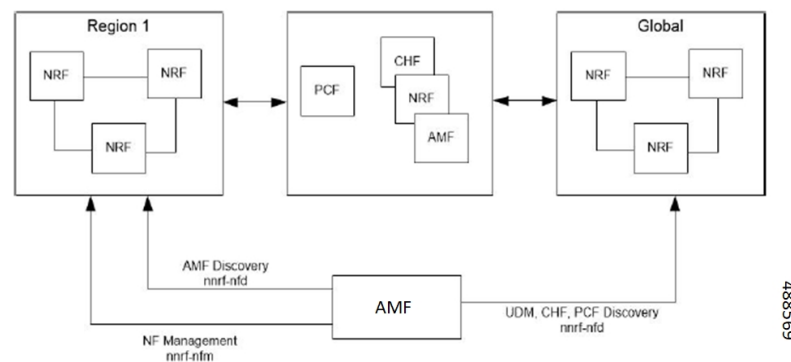 Region 1
NRF
NRF
NRF
PCF
CHF
NRF
AMF
Global
NRF
NRF
NRF
AMF Discovery
nnrf-nfd
NF Management
nnrf-nfm
AMF
UDM, CHF, PCF Discovery
nnrf-nfd
488569